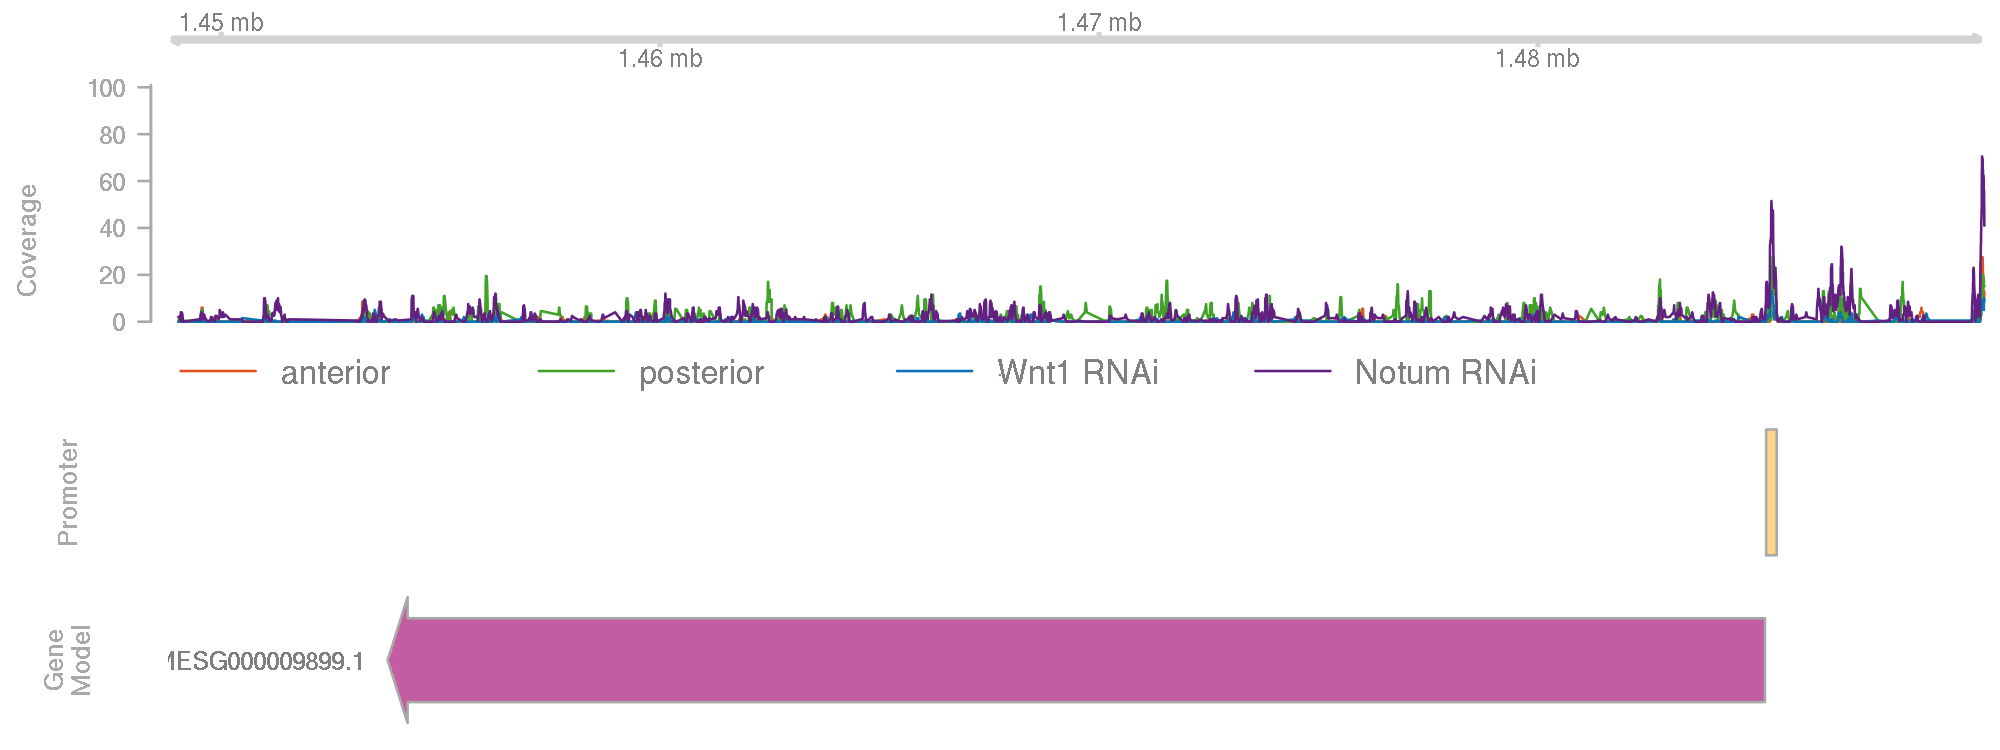 1.45 mb 1.47 mb
1.46 mb 1.48 mb
100
80
60
40
20
0
Coverage
anterior posterior Wnt1 RNAi Notum RNAi
Promoter
Gene
Model
MESG000009899.1